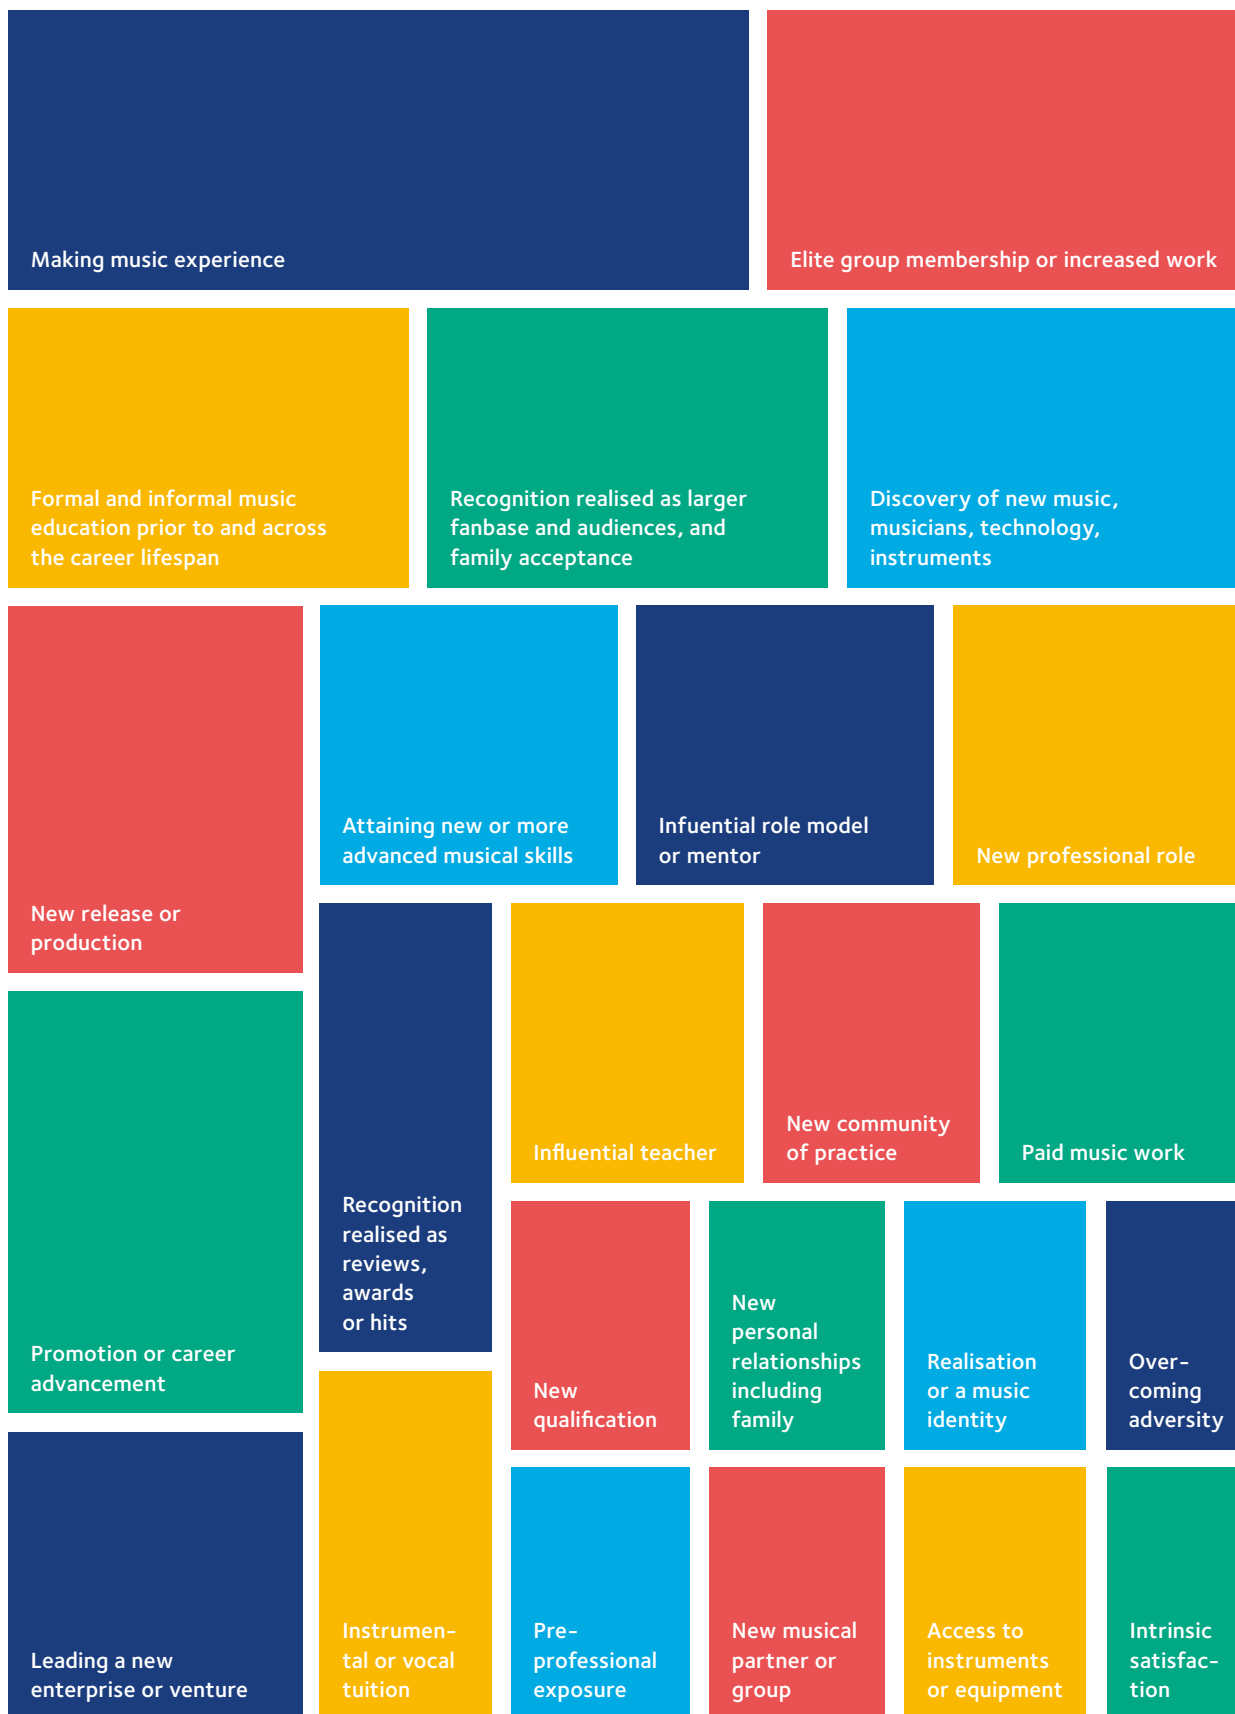 Making music experience
Elite group membership or increased work
Formal and informal music
education prior to and across
the career lifespan
Recognition realised as larger
fanbase and audiences, and
family acceptance
Discovery of new music,
musicians, technology,
instruments
New release or
production
Attaining new or more
advanced musical skills
Infuential role model
or mentor
New professional role
Promotion or career
advancement
Recognition
realised as
reviews,
awards
or hits
Influential teacher
New community
of practice
Paid music work
New
qualification
New
personal
relationships
including
family
Realisation
or a music
identity
Over-
coming
adversity
Leading a new
enterprise or venture
Instrumen-
tal or vocal
tuition
Pre-
professional
exposure
New musical
partner or
group
Access to
instruments
or equipment
Intrinsic
satisfac-
tion